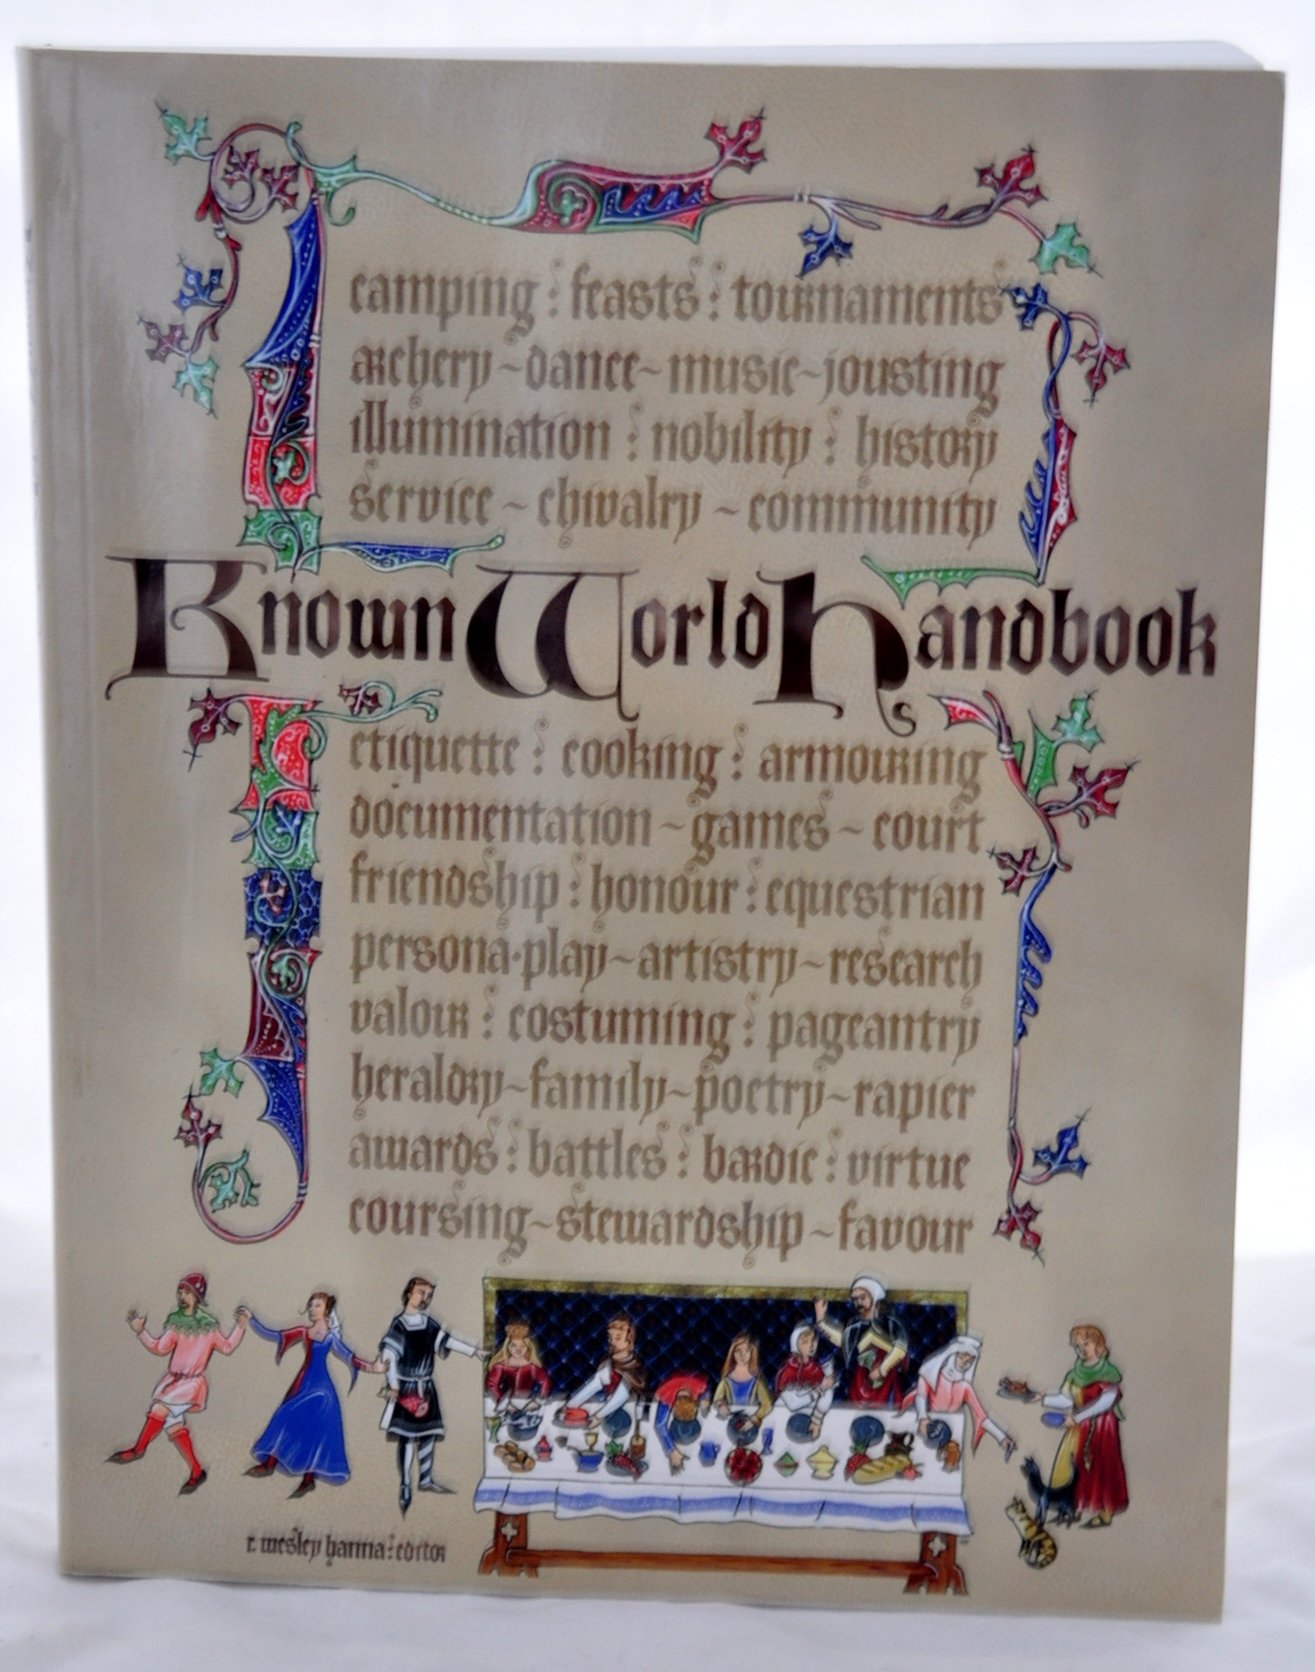 camping : feasts : tournaments
archery ~ dance ~ music ~ jousting
illumination : nobility : history
service ~ chivalry ~ community
Known World Handbook
etiquette : cooking : armouring
documentation ~ games ~ court
friendship : honour : equestrian
persona·play ~ artistry ~ research
valour : costuming : pageantry
heraldry ~ family ~ poetry ~ rapier
awards : battles : bardic : virtue
coursing ~ stewardship ~ favour
r. wesley hanna : editor